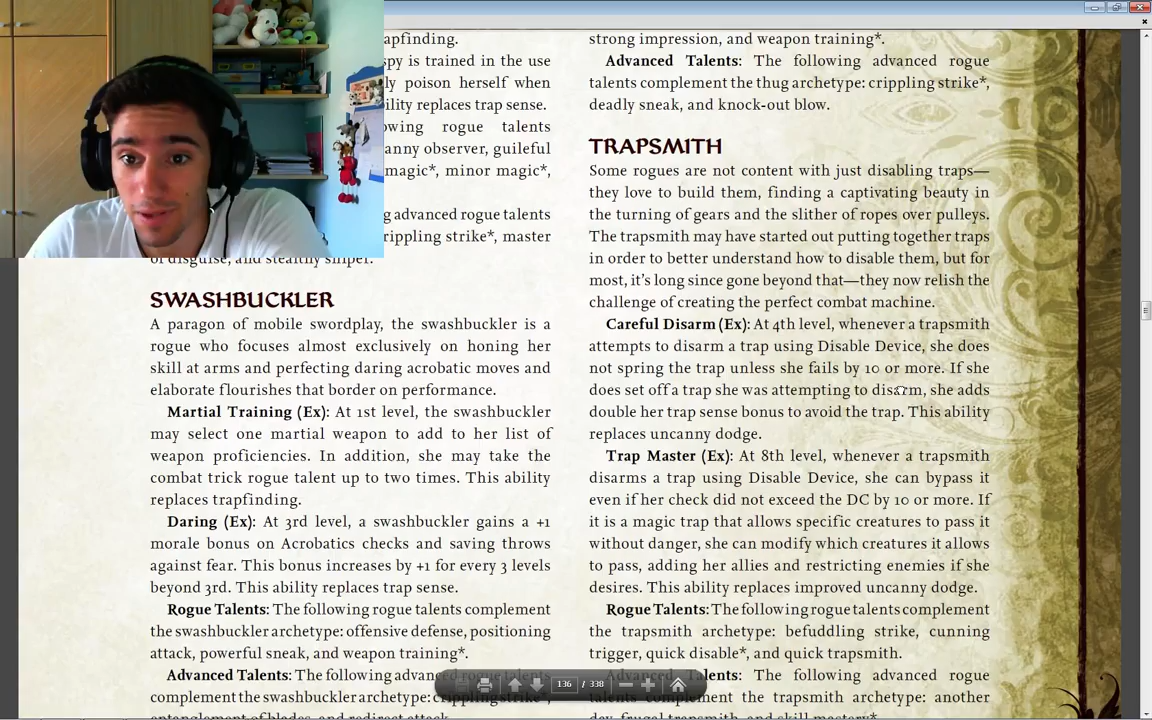 apfinding.
spy is trained in the use
ly poison herself when
ility replaces trap sense.
owing rogue talents
anny observer, guileful
magic*, minor magic*,
g advanced rogue talents
rippling strike*, master
of disguise, and stealthy sniper.
SWASHBUCKLER
A paragon of mobile swordplay, the swashbuckler is a
rogue who focuses almost exclusively on honing her
skill at arms and perfecting daring acrobatic moves and
elaborate flourishes that border on performance.
Martial Training (Ex): At 1st level, the swashbuckler
may select one martial weapon to add to her list of
weapon proficiencies. In addition, she may take the
combat trick rogue talent up to two times. This ability
replaces trapfinding.
Daring (Ex): At 3rd level, a swashbuckler gains a +1
morale bonus on Acrobatics checks and saving throws
against fear. This bonus increases by +1 for every 3 levels
beyond 3rd. This ability replaces trap sense.
Rogue Talents: The following rogue talents complement
the swashbuckler archetype: offensive defense, positioning
attack, powerful sneak, and weapon training*.
Advanced Talents: The following advanced rogue talents
complement the swashbuckler archetype: crippling strike*,
entanglement of blades, and redirect attack.
strong impression, and weapon training*.
Advanced Talents: The following advanced rogue
talents complement the thug archetype: crippling strike*,
deadly sneak, and knock-out blow.
TRAPSMITH
Some rogues are not content with just disabling traps—
they love to build them, finding a captivating beauty in
the turning of gears and the slither of ropes over pulleys.
The trapsmith may have started out putting together traps
in order to better understand how to disable them, but for
most, it's long since gone beyond that—they now relish the
challenge of creating the perfect combat machine.
Careful Disarm (Ex): At 4th level, whenever a trapsmith
attempts to disarm a trap using Disable Device, she does
not spring the trap unless she fails by 10 or more. If she
does set off a trap she was attempting to disarm, she adds
double her trap sense bonus to avoid the trap. This ability
replaces uncanny dodge.
Trap Master (Ex): At 8th level, whenever a trapsmith
disarms a trap using Disable Device, she can bypass it
even if her check did not exceed the DC by 10 or more. If
it is a magic trap that allows specific creatures to pass it
without danger, she can modify which creatures it allows
to pass, adding her allies and restricting enemies if she
desires. This ability replaces improved uncanny dodge.
Rogue Talents: The following rogue talents complement
the trapsmith archetype: befuddling strike, cunning
trigger, quick disable*, and quick trapsmith.
Advanced Talents: The following advanced rogue
talents complement the trapsmith archetype: another
day, frugal trapsmith, and skill mastery*.
136 / 338